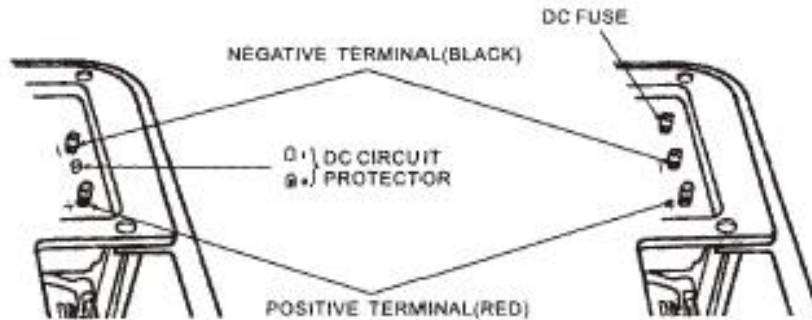 DC FUSE
NEGATIVE TERMINAL(BLACK)
DC CIRCUIT
PROTECTOR
POSITIVE TERMINAL(RED)